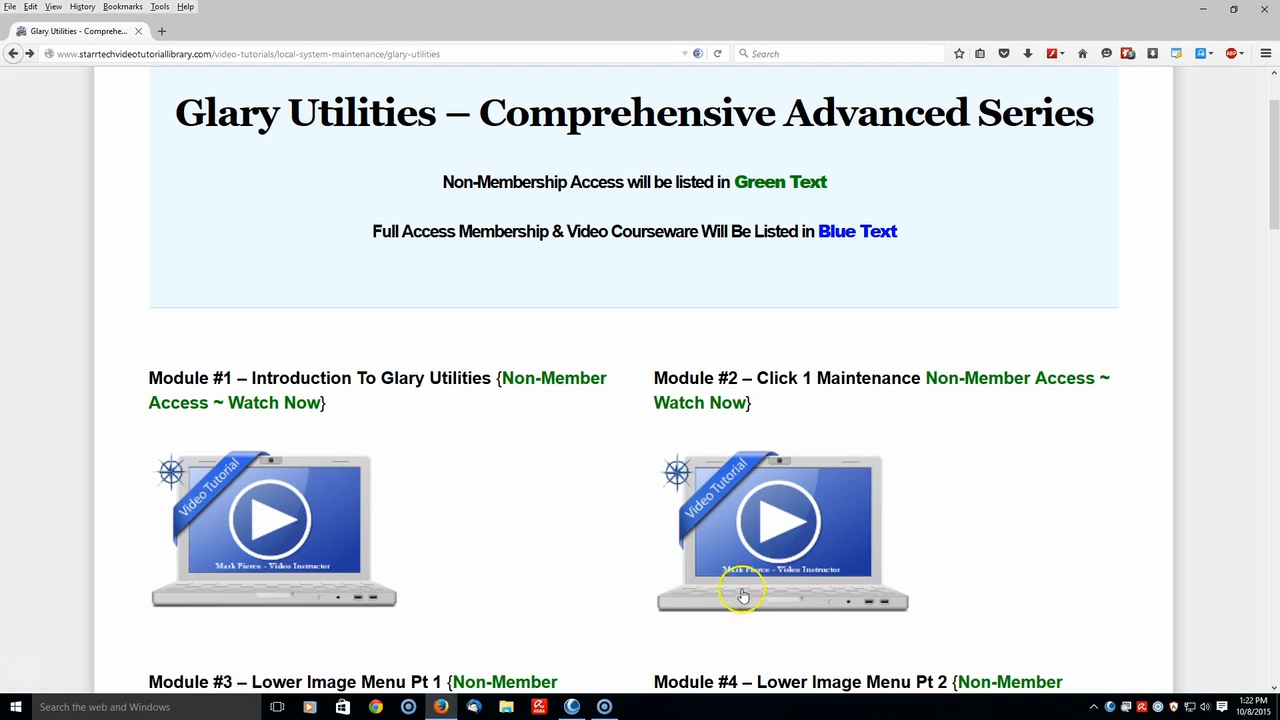 File Edit View History Bookmarks Tools Help
Glary Utilities - Comprehe...
www.starrtechvideotutoriallibrary.com/video-tutorials/local-system-maintenance/glary-utilities
Search
Glary Utilities – Comprehensive Advanced Series
Non-Membership Access will be listed in Green Text
Full Access Membership & Video Courseware Will Be Listed in Blue Text
Module #1 – Introduction To Glary Utilities {Non-Member
Access ~ Watch Now}
Module #2 – Click 1 Maintenance Non-Member Access ~
Watch Now}
Video Tutorial
Mark Pierce - Video Instructor
Video Tutorial
Mark Pierce - Video Instructor
Module #3 – Lower Image Menu Pt 1 {Non-Member
Module #4 – Lower Image Menu Pt 2 {Non-Member
Search the web and Windows
1:22 PM
10/8/2015